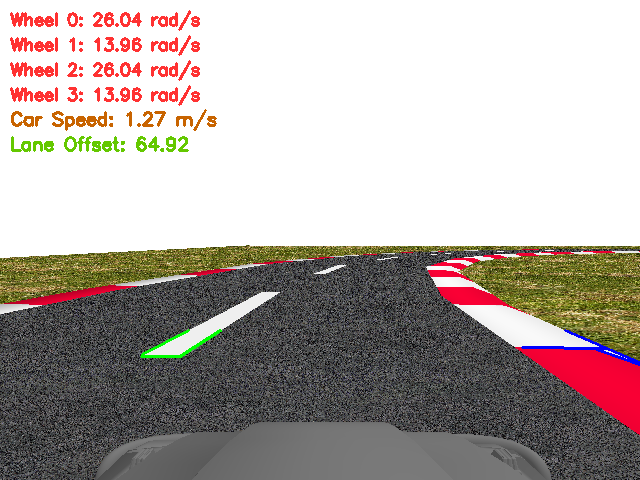 Wheel 0: 26.04 rad/s
Wheel 1: 13.96 rad/s
Wheel 2: 26.04 rad/s
Wheel 3: 13.96 rad/s
Car Speed: 1.27 m/s
Lane Offset: 64.92